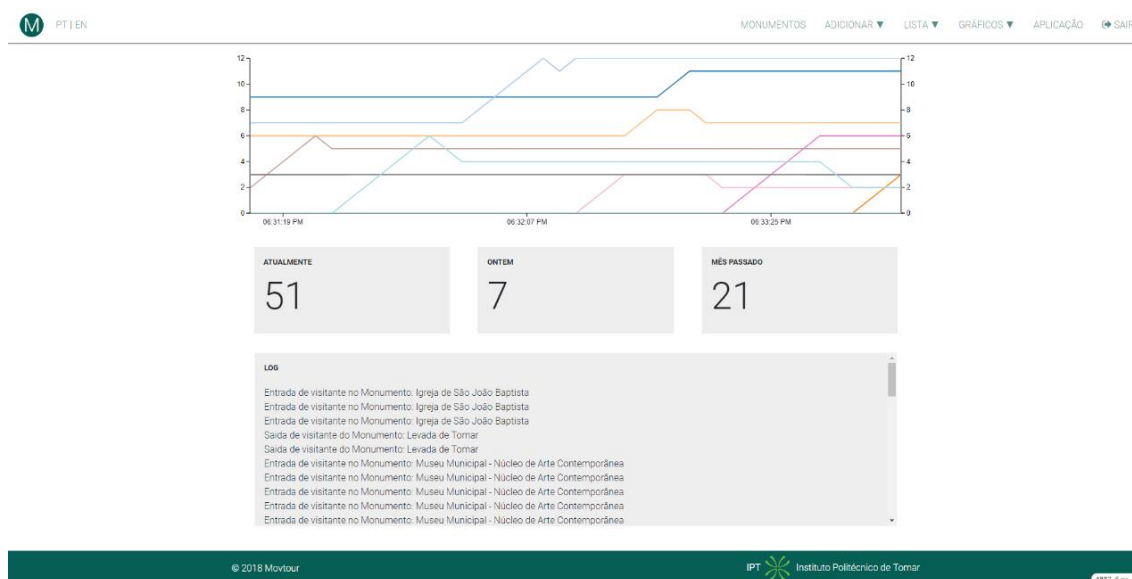 M PT | EN MONUMENTOS ADICIONAR ▼ LISTA ▼ GRÁFICOS ▼ APLICAÇÃO SAIR
12 12
10 10
8 8
6 6
4 4
2 2
0 0
06:31:19 PM 06:32:07 PM 06:33:25 PM
ATUALMENTE ONTEM MÊS PASSADO
51 7 21
LOG
Entrada de visitante no Monumento: Igreja de São João Baptista
Entrada de visitante no Monumento: Igreja de São João Baptista
Entrada de visitante no Monumento: Igreja de São João Baptista
Saida de visitante do Monumento: Levada de Tomar
Saida de visitante do Monumento: Levada de Tomar
Entrada de visitante no Monumento: Museu Municipal - Núcleo de Arte Contemporânea
Entrada de visitante no Monumento: Museu Municipal - Núcleo de Arte Contemporânea
Entrada de visitante no Monumento: Museu Municipal - Núcleo de Arte Contemporânea
Entrada de visitante no Monumento: Museu Municipal - Núcleo de Arte Contemporânea
Entrada de visitante no Monumento: Museu Municipal - Núcleo de Arte Contemporânea
© 2018 Movtour IPT Instituto Politécnico de Tomar